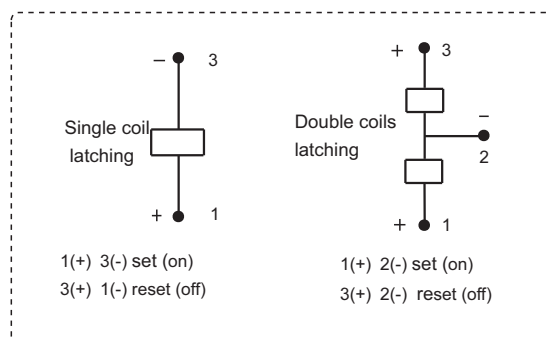 − 3
Single coil
latching
+ 1
1(+) 3(-) set (on)
3(+) 1(-) reset (off)
+ 3
Double coils
latching
−
2
+ 1
1(+) 2(-) set (on)
3(+) 2(-) reset (off)